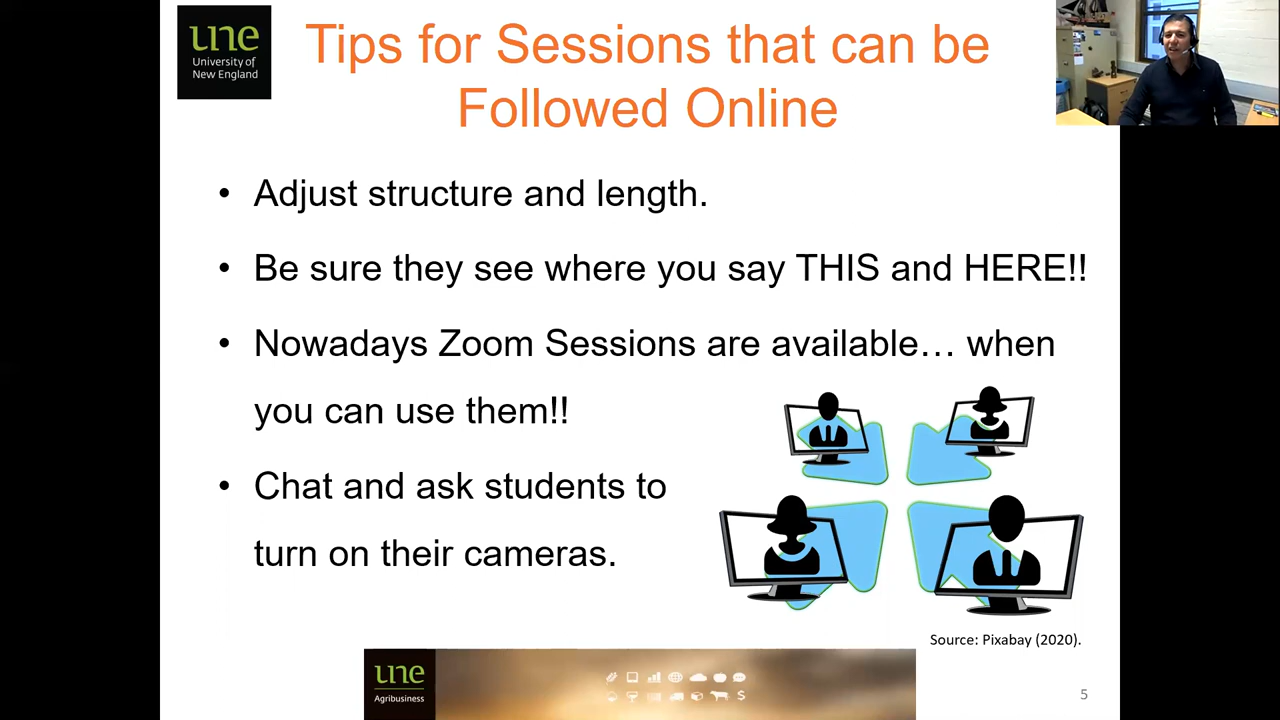 une
University of
New England
Tips for Sessions that can be
Followed Online
• Adjust structure and length.
• Be sure they see where you say THIS and HERE!!
• Nowadays Zoom Sessions are available… when
you can use them!!
• Chat and ask students to
turn on their cameras.
Source: Pixabay (2020).
une
Agribusiness
$
5